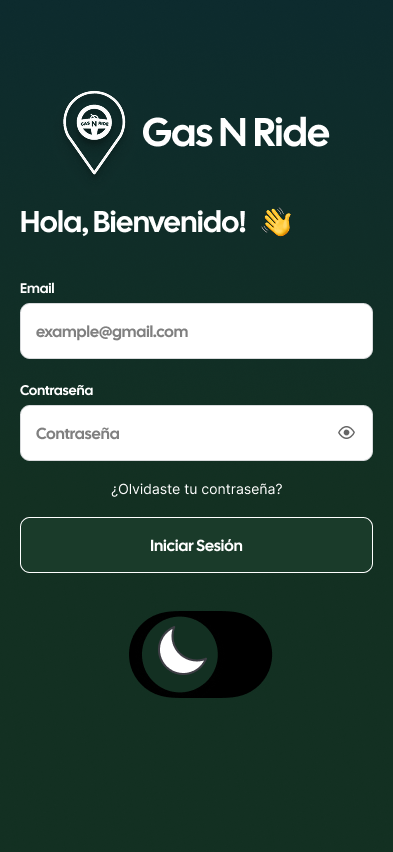 GAS N RIDE
Gas N Ride
Hola, Bienvenido! 👋
Email
example@gmail.com
Contraseña
Contraseña
¿Olvidaste tu contraseña?
Iniciar Sesión